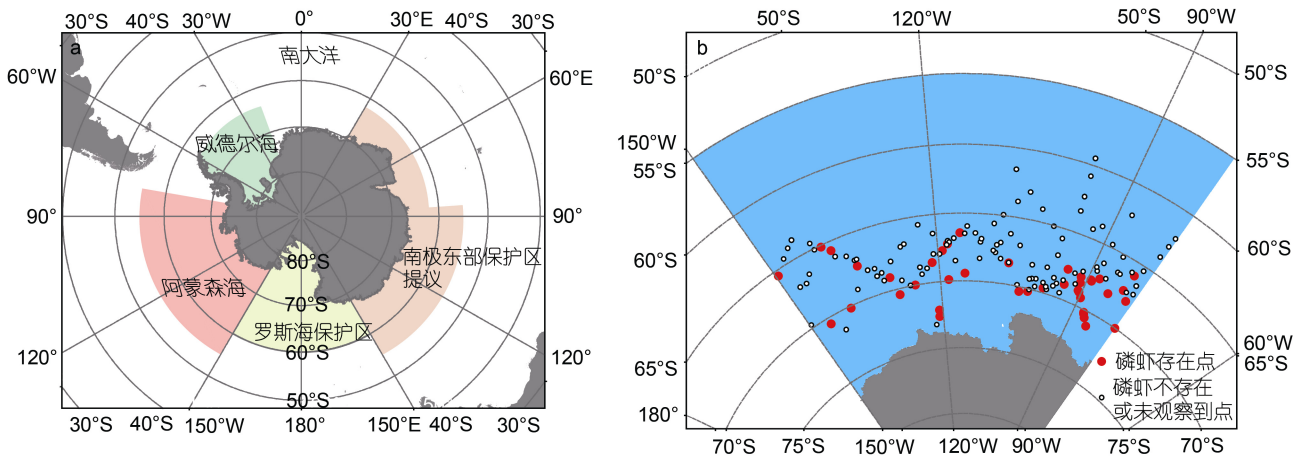 30°S 40°S 30°W 0° 30°E 40°S 30°S
a
南大洋
60°W
60°E
威德尔海
90°
90°
南极东部保护区
提议
80°S
阿蒙森海
70°S
罗斯海保护区
60°S
120°
120°
50°S
30°S 40°S 150°W 180° 150°E 40°S 30°S
50°S 120°W 50°S 90°W
b
50°S
50°S
150°W
55°S
55°S
60°S
60°S
65°S
60°W
65°S
磷虾存在点
磷虾不存在
或未观察到点
180°
70°S 75°S 150°W 120°W 90°W 75°S 70°S